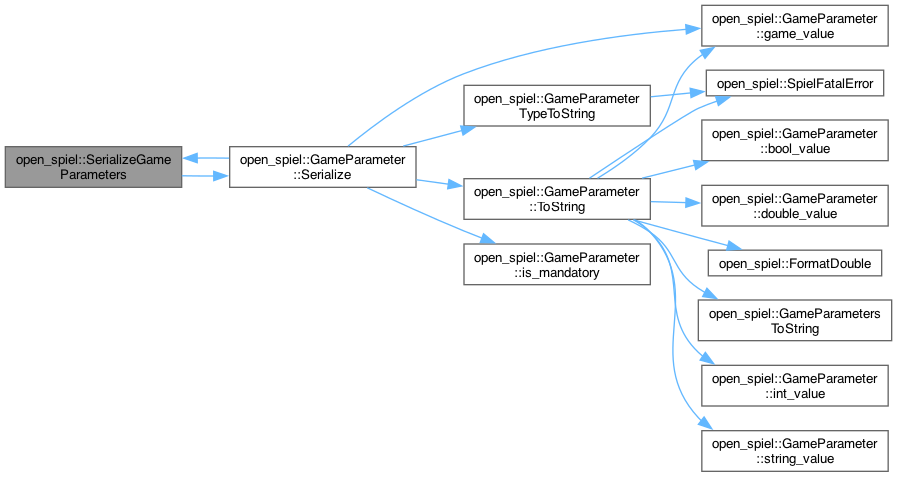 open_spiel::SerializeGame
Parameters
open_spiel::GameParameter
::Serialize
open_spiel::GameParameter
TypeToString
open_spiel::GameParameter
::ToString
open_spiel::GameParameter
::is_mandatory
open_spiel::GameParameter
::game_value
open_spiel::SpielFatalError
open_spiel::GameParameter
::bool_value
open_spiel::GameParameter
::double_value
open_spiel::FormatDouble
open_spiel::GameParameters
ToString
open_spiel::GameParameter
::int_value
open_spiel::GameParameter
::string_value